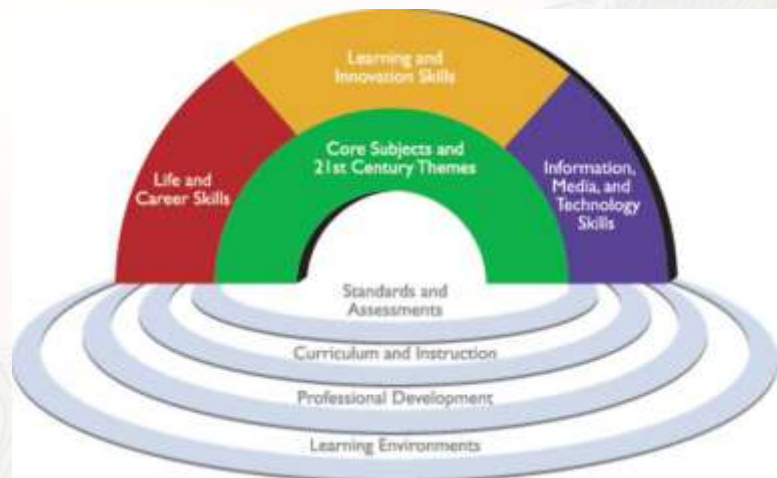 Learning and
Innovation Skills
Core Subjects and
21st Century Themes
Life and
Career Skills
Information,
Media, and
Technology
Skills
Standards and
Assessments
Curriculum and Instruction
Professional Development
Learning Environments